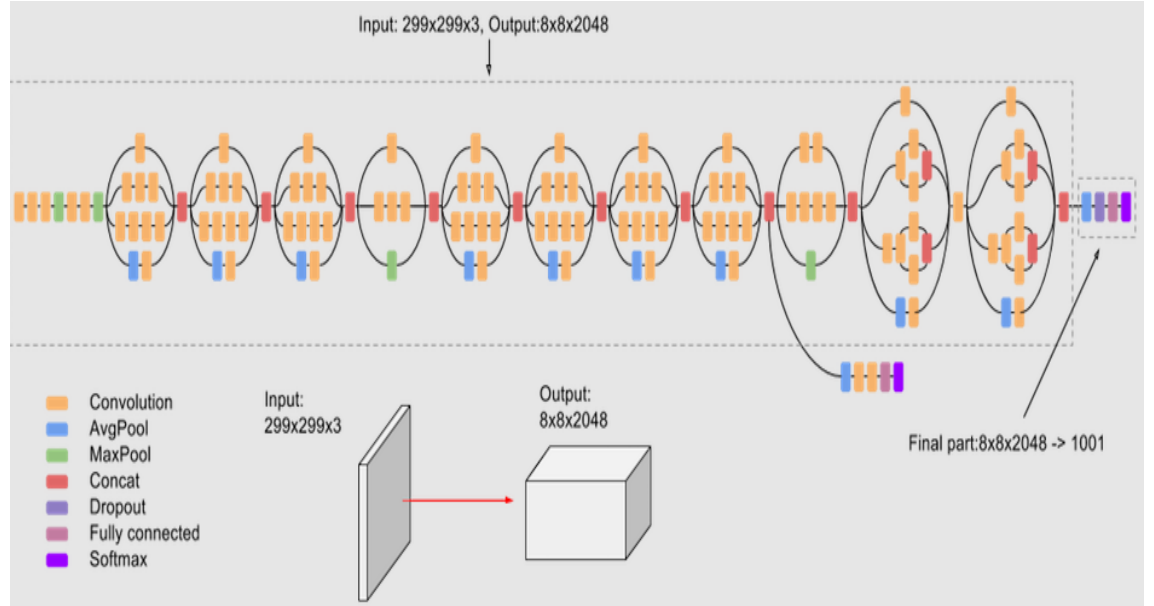 Input: 299x299x3, Output:8x8x2048
Convolution
AvgPool
MaxPool
Concat
Dropout
Fully connected
Softmax
Input:
299x299x3
Output:
8x8x2048
Final part:8x8x2048 -> 1001